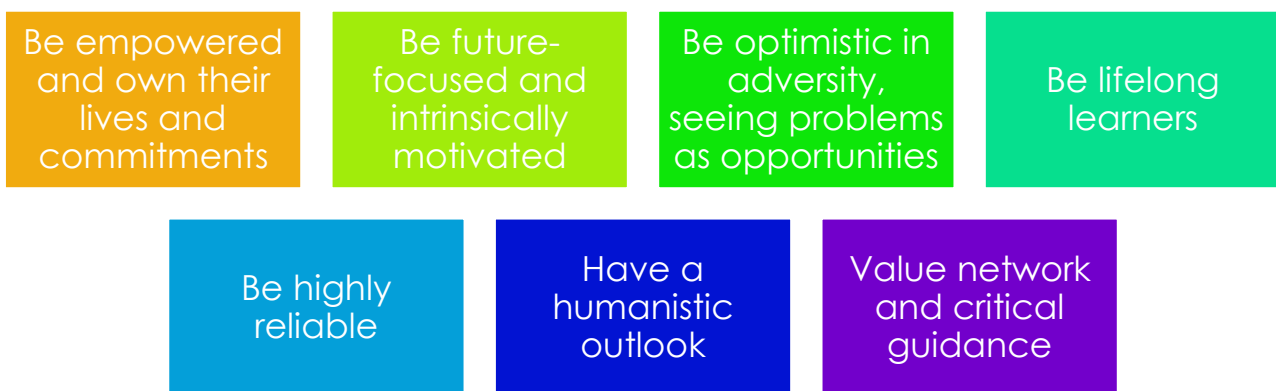 Be empowered
and own their
lives and
commitments
Be future-
focused and
intrinsically
motivated
Be optimistic in
adversity,
seeing problems
as opportunities
Be lifelong
learners
Be highly
reliable
Have a
humanistic
outlook
Value network
and critical
guidance